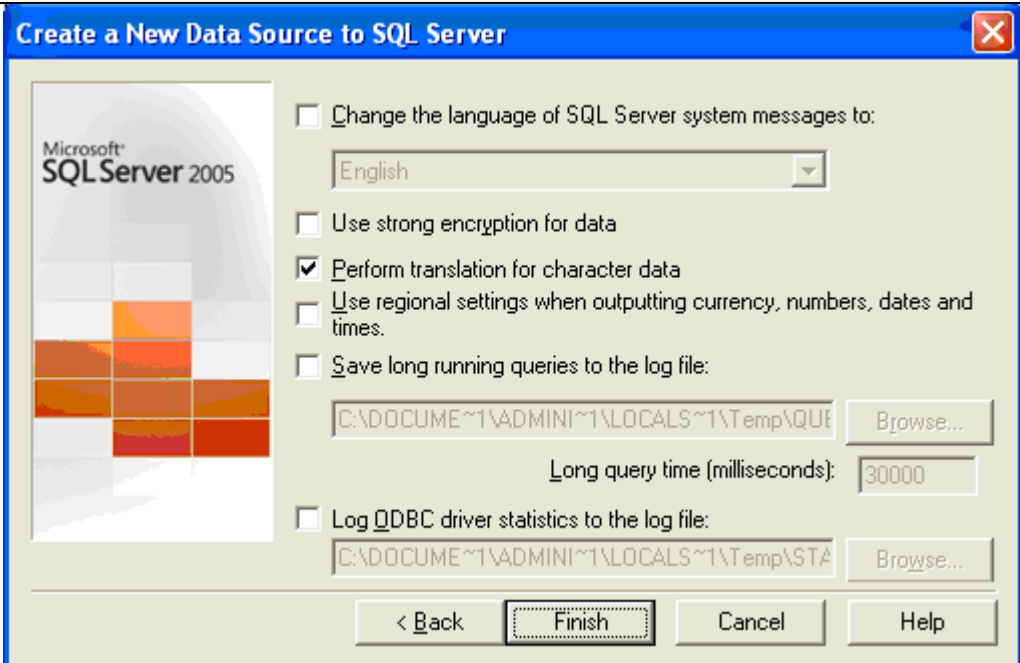 Create a New Data Source to SQL Server
Microsoft
SQL Server 2005
Change the language of SQL Server system messages to:
English
Use strong encryption for data
Perform translation for character data
Use regional settings when outputting currency, numbers, dates and
times.
Save long running queries to the log file:
C:\DOCUME~1\ADMINI~1\LOCALS~1\Temp\QUE
Browse...
Long query time (milliseconds):
30000
Log ODBC driver statistics to the log file:
C:\DOCUME~1\ADMINI~1\LOCALS~1\Temp\STA
Browse...
< Back
Finish
Cancel
Help